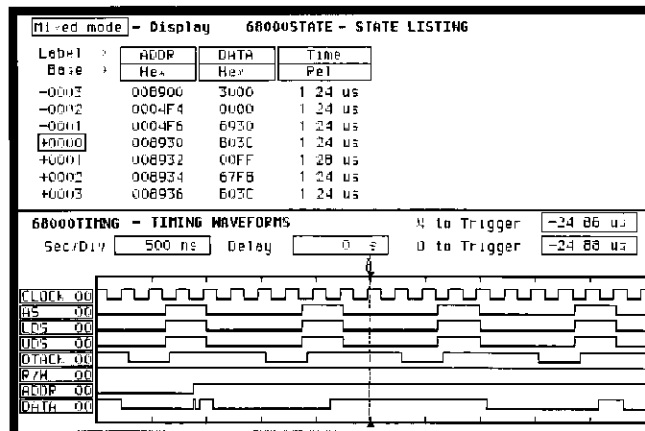 Mixed mode - Display 68000STATE - STATE LISTING
Label > ADDR DATA Time
Base > Hex Hex Rel
-0003 008900 3000 1 24 us
-0002 0004F4 0000 1 24 us
-0001 0004F6 8930 1 24 us
+0000 008930 B03C 1 24 us
+0001 008932 00FF 1 28 us
+0002 008934 67F8 1 24 us
+0003 008936 B03C 1 24 us
68000TIMNG - TIMING WAVEFORMS X to Trigger -24 86 us
Sec/Div 500 ns Delay 0 s O to Trigger -24 88 us
CLOCK 00
AS 00
LDS 00
UDS 00
DTACK 00
R/W 00
ADDR 00
DATA 00